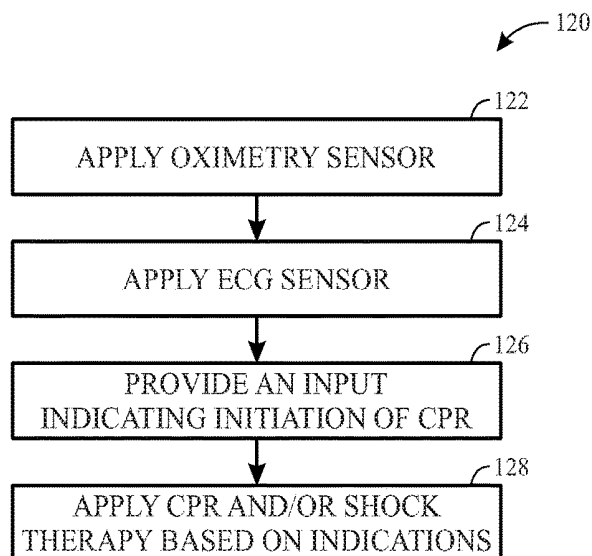 120
122
APPLY OXIMETRY SENSOR
124
APPLY ECG SENSOR
126
PROVIDE AN INPUT
INDICATING INITIATION OF CPR
128
APPLY CPR AND/OR SHOCK
THERAPY BASED ON INDICATIONS